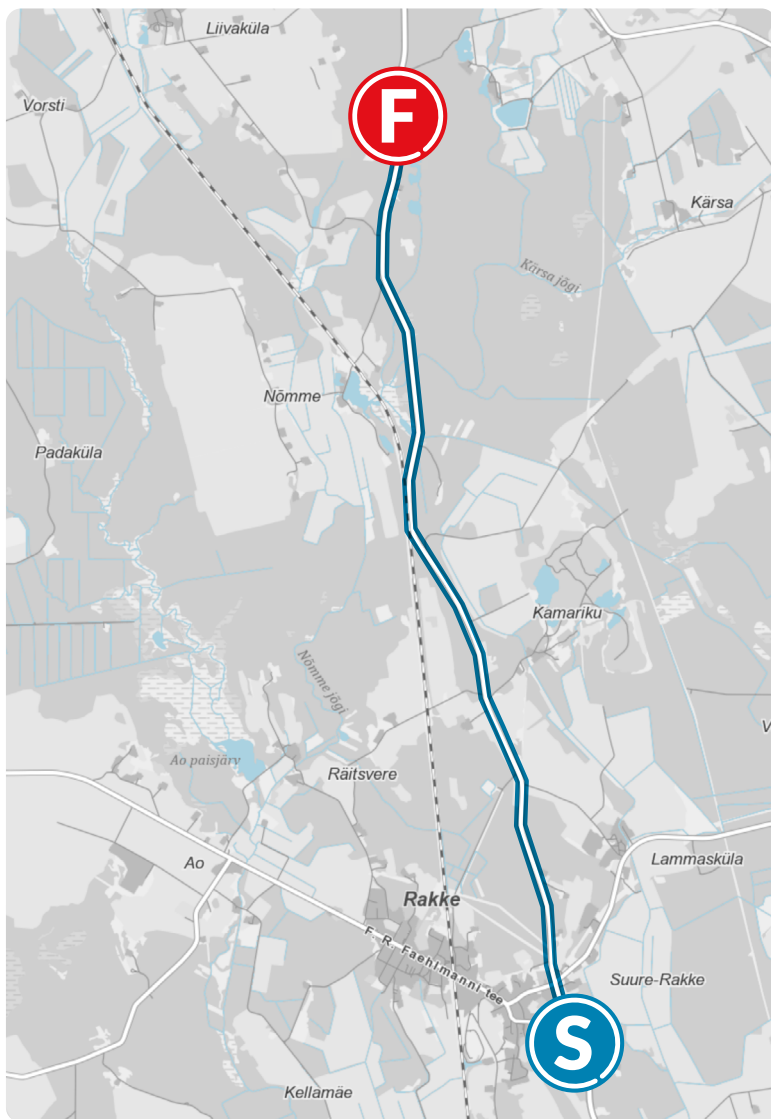 Liivaküla
Vorsti
F
Kärsa
Kärsa jõgi
Nõmme
Padaküla
Kamariku
Nõmme jõgi
Ao paisjärv
Räitsvere
V
Ao
Lammasküla
Rakke
F. R. Faehlmanni tee
Suure-Rakke
S
Kellamäe